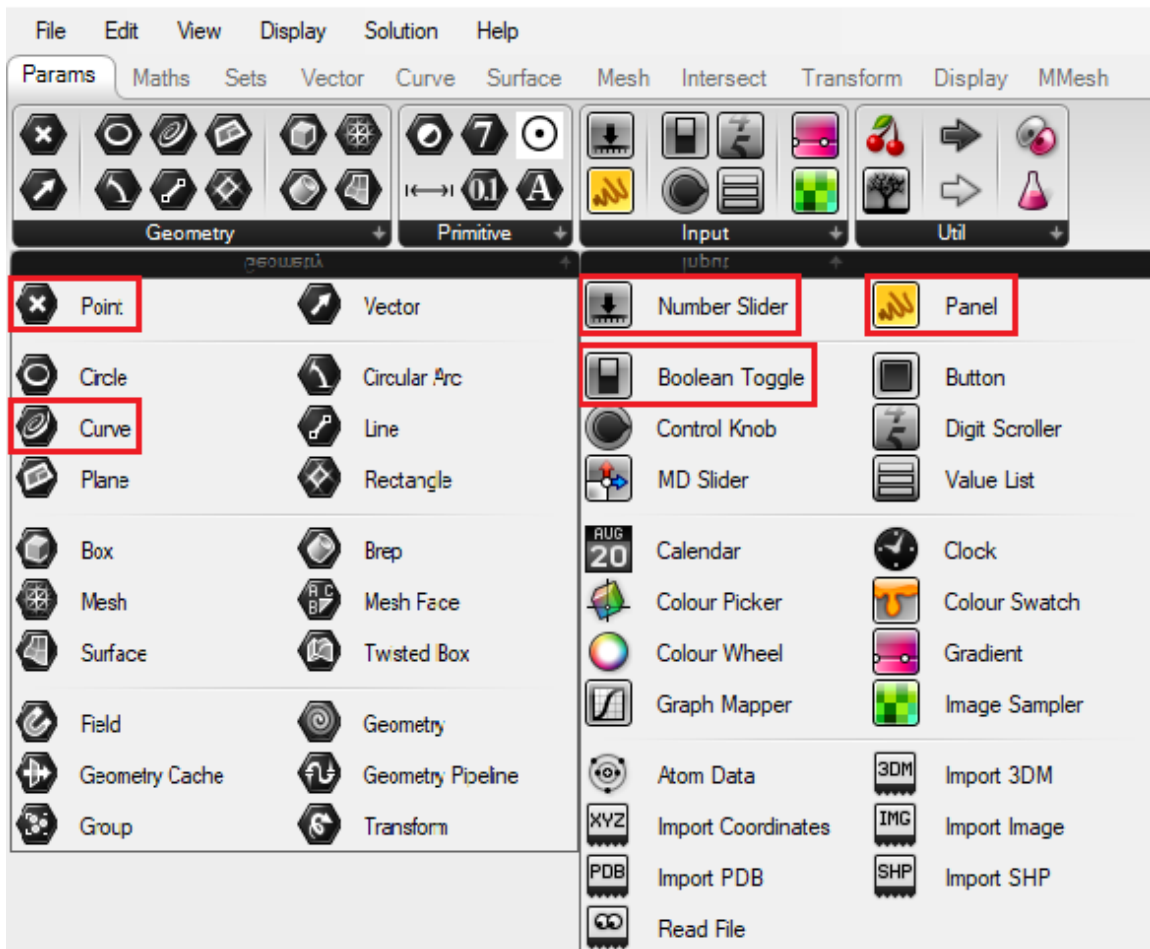 File Edit View Display Solution Help
Params Maths Sets Vector Curve Surface Mesh Intersect Transform Display MMesh
7
0.1 A
Geometry Primitive Input Util
Geometry Input
Point Vector Number Slider Panel
Circle Circular Arc Boolean Toggle Button
Curve Line Control Knob Digit Scroller
Plane Rectangle MD Slider Value List
Box Brep AUG 20 Calendar Clock
Mesh A C B Mesh Face Colour Picker Colour Swatch
Surface Twisted Box Colour Wheel Gradient
Graph Mapper Image Sampler
Field Geometry
Geometry Cache Geometry Pipeline Atom Data 3DM Import 3DM
Group Transform XYZ Import Coordinates IMG Import Image
PDB Import PDB SHP Import SHP
Read File